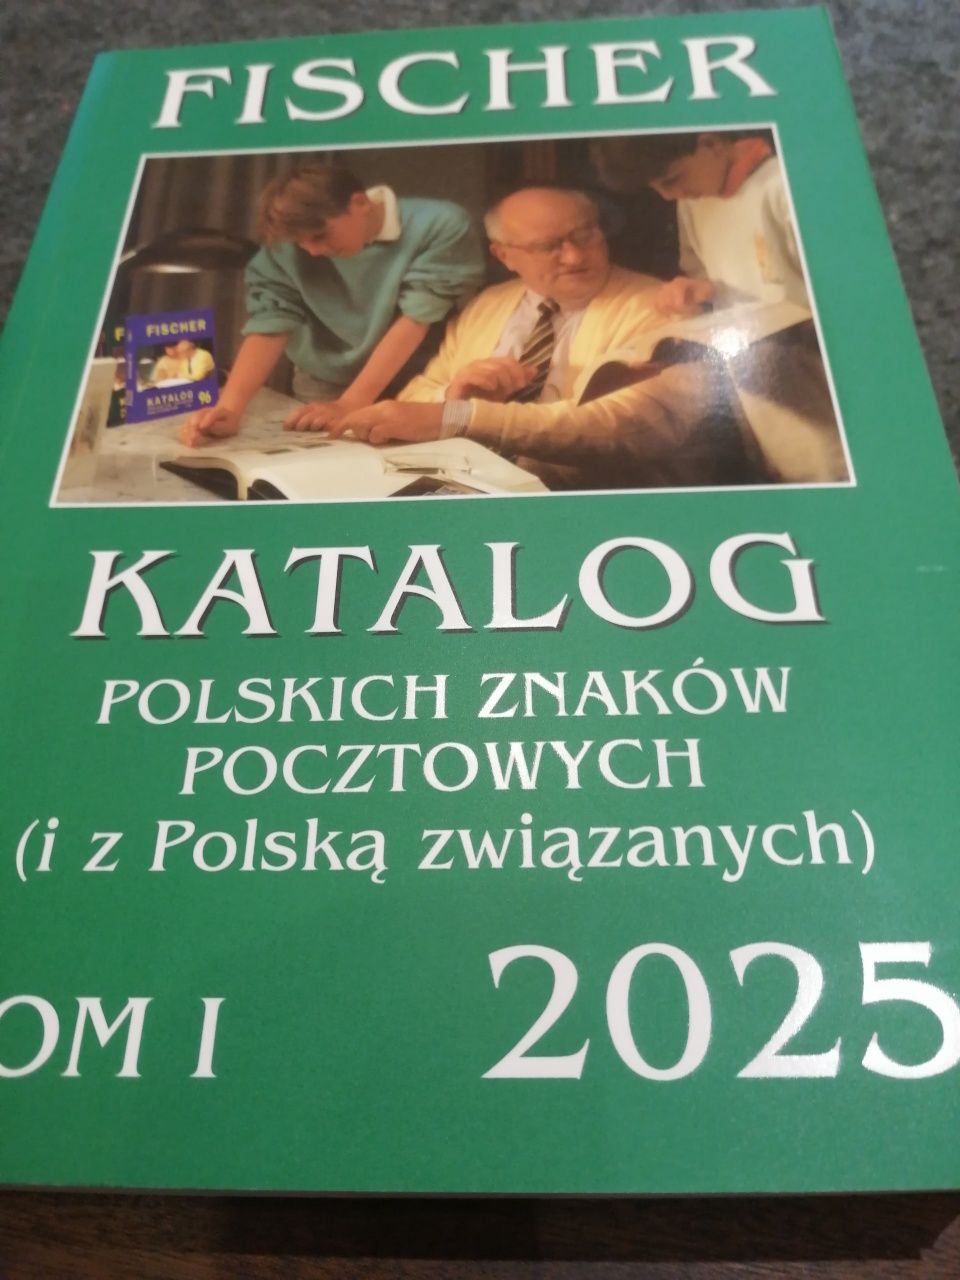 FISCHER
FISCHER
KATALOG
96
KATALOG
POLSKICH ZNAKÓW
POCZTOWYCH
(i z Polską związanych)
OM I 2025